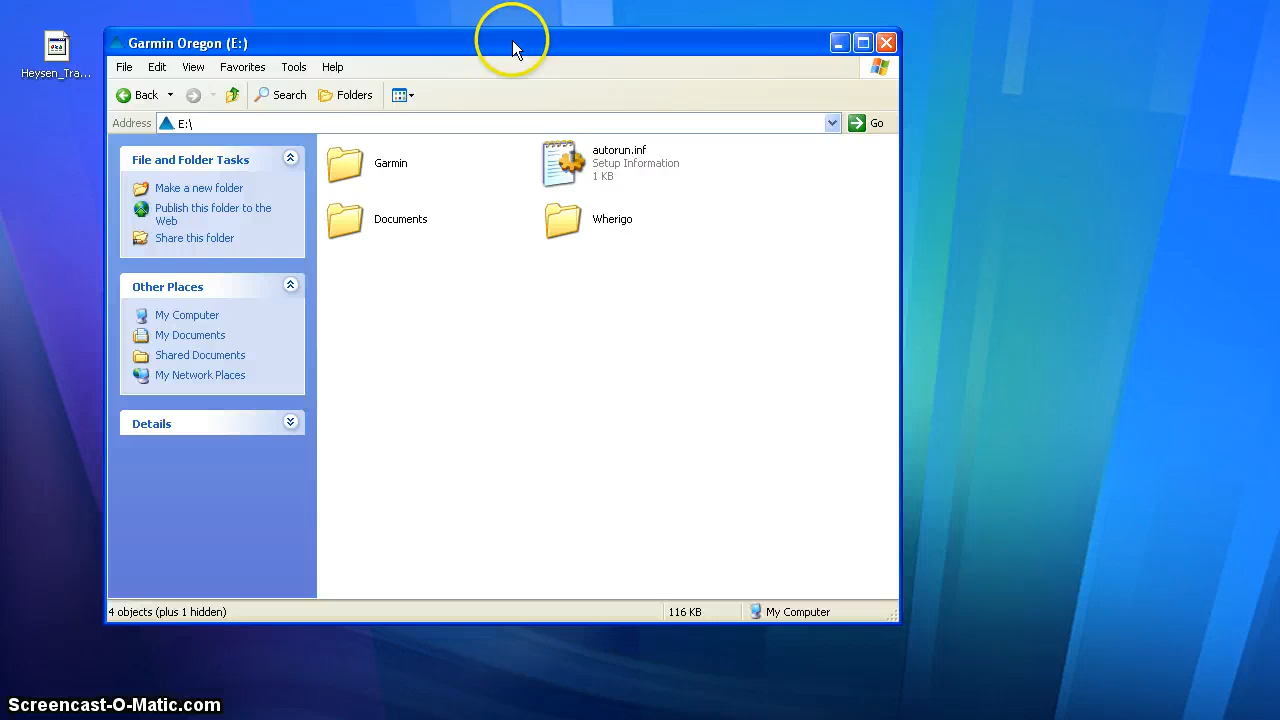 Heysen_Tra...
Garmin Oregon (E:)
File Edit View Favorites Tools Help
Back Search Folders
Address E:\ Go
File and Folder Tasks
Make a new folder
Publish this folder to the
Web
Share this folder
Other Places
My Computer
My Documents
Shared Documents
My Network Places
Details
Garmin
autorun.inf
Setup Information
1 KB
Documents
Wherigo
4 objects (plus 1 hidden) 116 KB My Computer
Screencast-O-Matic.com